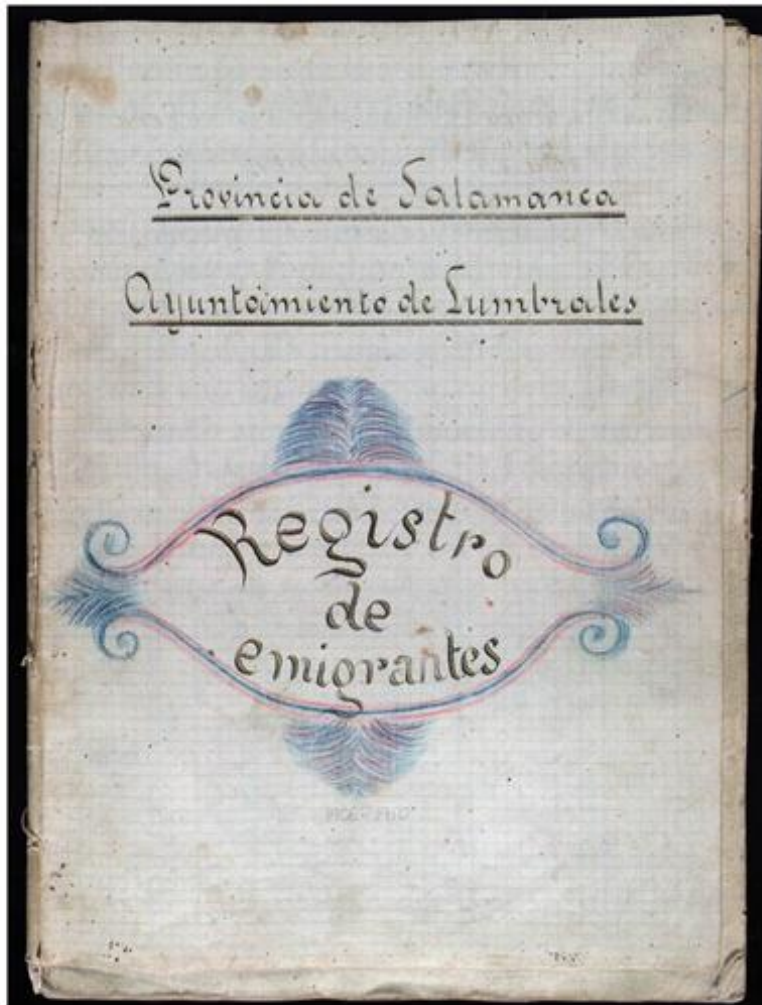 Provincia de Salamanca
Ayuntamiento de Lumbrales
Registro
de
emigrantes